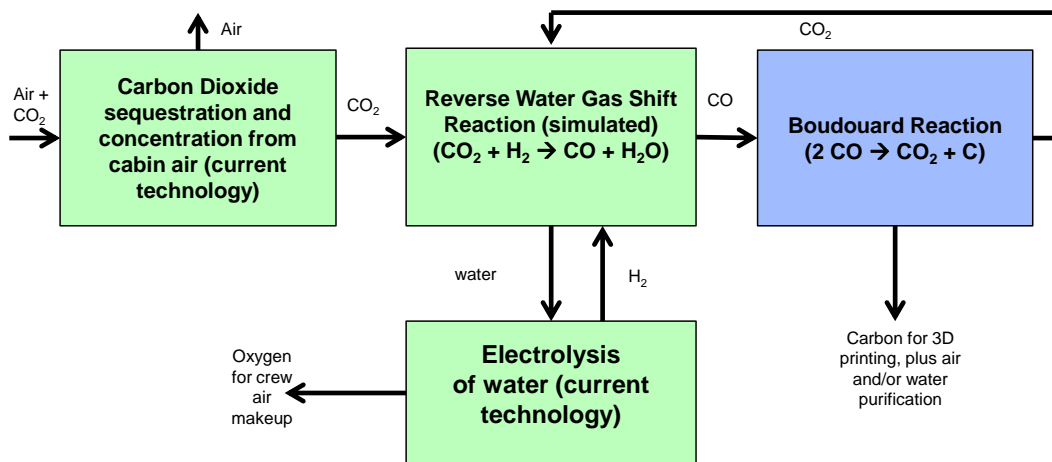 Air
CO₂
Air +
CO₂
Carbon Dioxide
sequestration and
concentration from
cabin air (current
technology)
CO₂
Reverse Water Gas Shift
Reaction (simulated)
(CO₂ + H₂ → CO + H₂O)
CO
Boudouard Reaction
(2 CO → CO₂ + C)
water
H₂
Electrolysis
of water (current
technology)
Oxygen
for crew
air
makeup
Carbon for 3D
printing, plus air
and/or water
purification